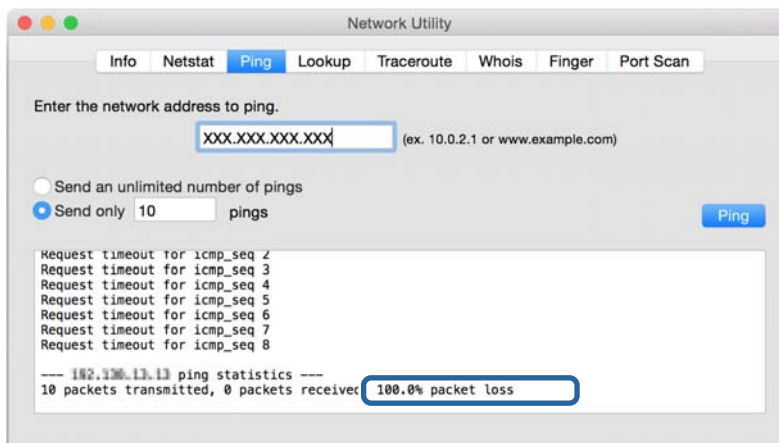 Network Utility
Info Netstat Ping Lookup Traceroute Whois Finger Port Scan
Enter the network address to ping.
XXX.XXX.XXX.XXX (ex. 10.0.2.1 or www.example.com)
Send an unlimited number of pings
Send only 10 pings
Ping
Request timeout for icmp_seq 2
Request timeout for icmp_seq 3
Request timeout for icmp_seq 4
Request timeout for icmp_seq 5
Request timeout for icmp_seq 6
Request timeout for icmp_seq 7
Request timeout for icmp_seq 8
--- ping statistics ---
10 packets transmitted, 0 packets received 100.0% packet loss